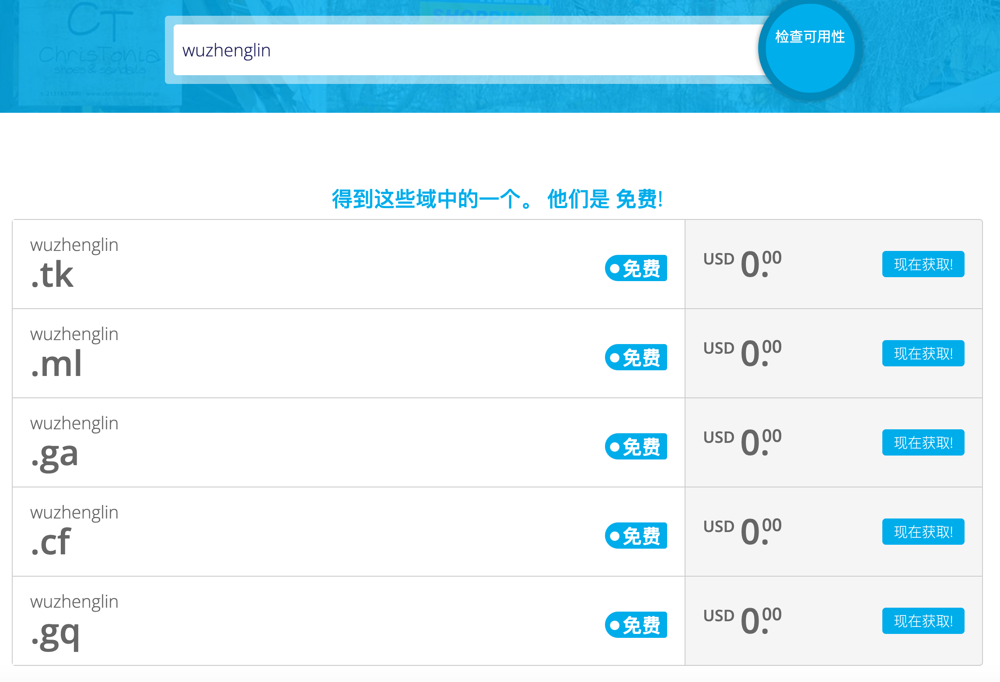 CT
SHOPPING
ChrisTonia
shoes & sandals
wuzhenglin
检查可用性
得到这些域中的一个。 他们是 免费!
wuzhenglin
.tk
免费
USD 0.00
现在获取!
wuzhenglin
.ml
免费
USD 0.00
现在获取!
wuzhenglin
.ga
免费
USD 0.00
现在获取!
wuzhenglin
.cf
免费
USD 0.00
现在获取!
wuzhenglin
.gq
免费
USD 0.00
现在获取!